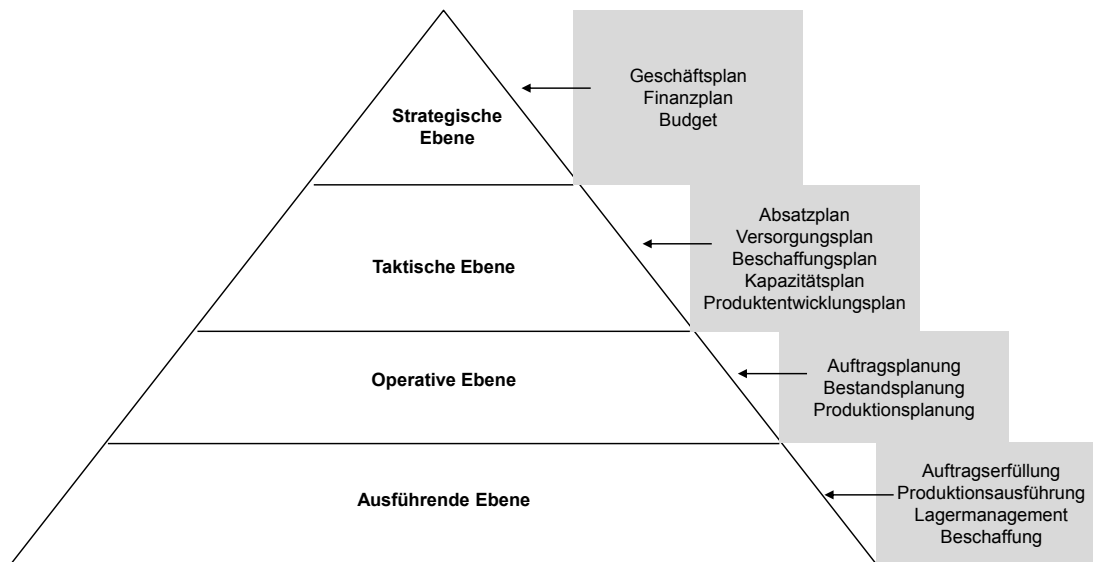 Strategische
Ebene
Geschäftsplan
Finanzplan
Budget
Taktische Ebene
Absatzplan
Versorgungsplan
Beschaffungsplan
Kapazitätsplan
Produktentwicklungsplan
Operative Ebene
Auftragsplanung
Bestandsplanung
Produktionsplanung
Ausführende Ebene
Auftragserfüllung
Produktionsausführung
Lagermanagement
Beschaffung